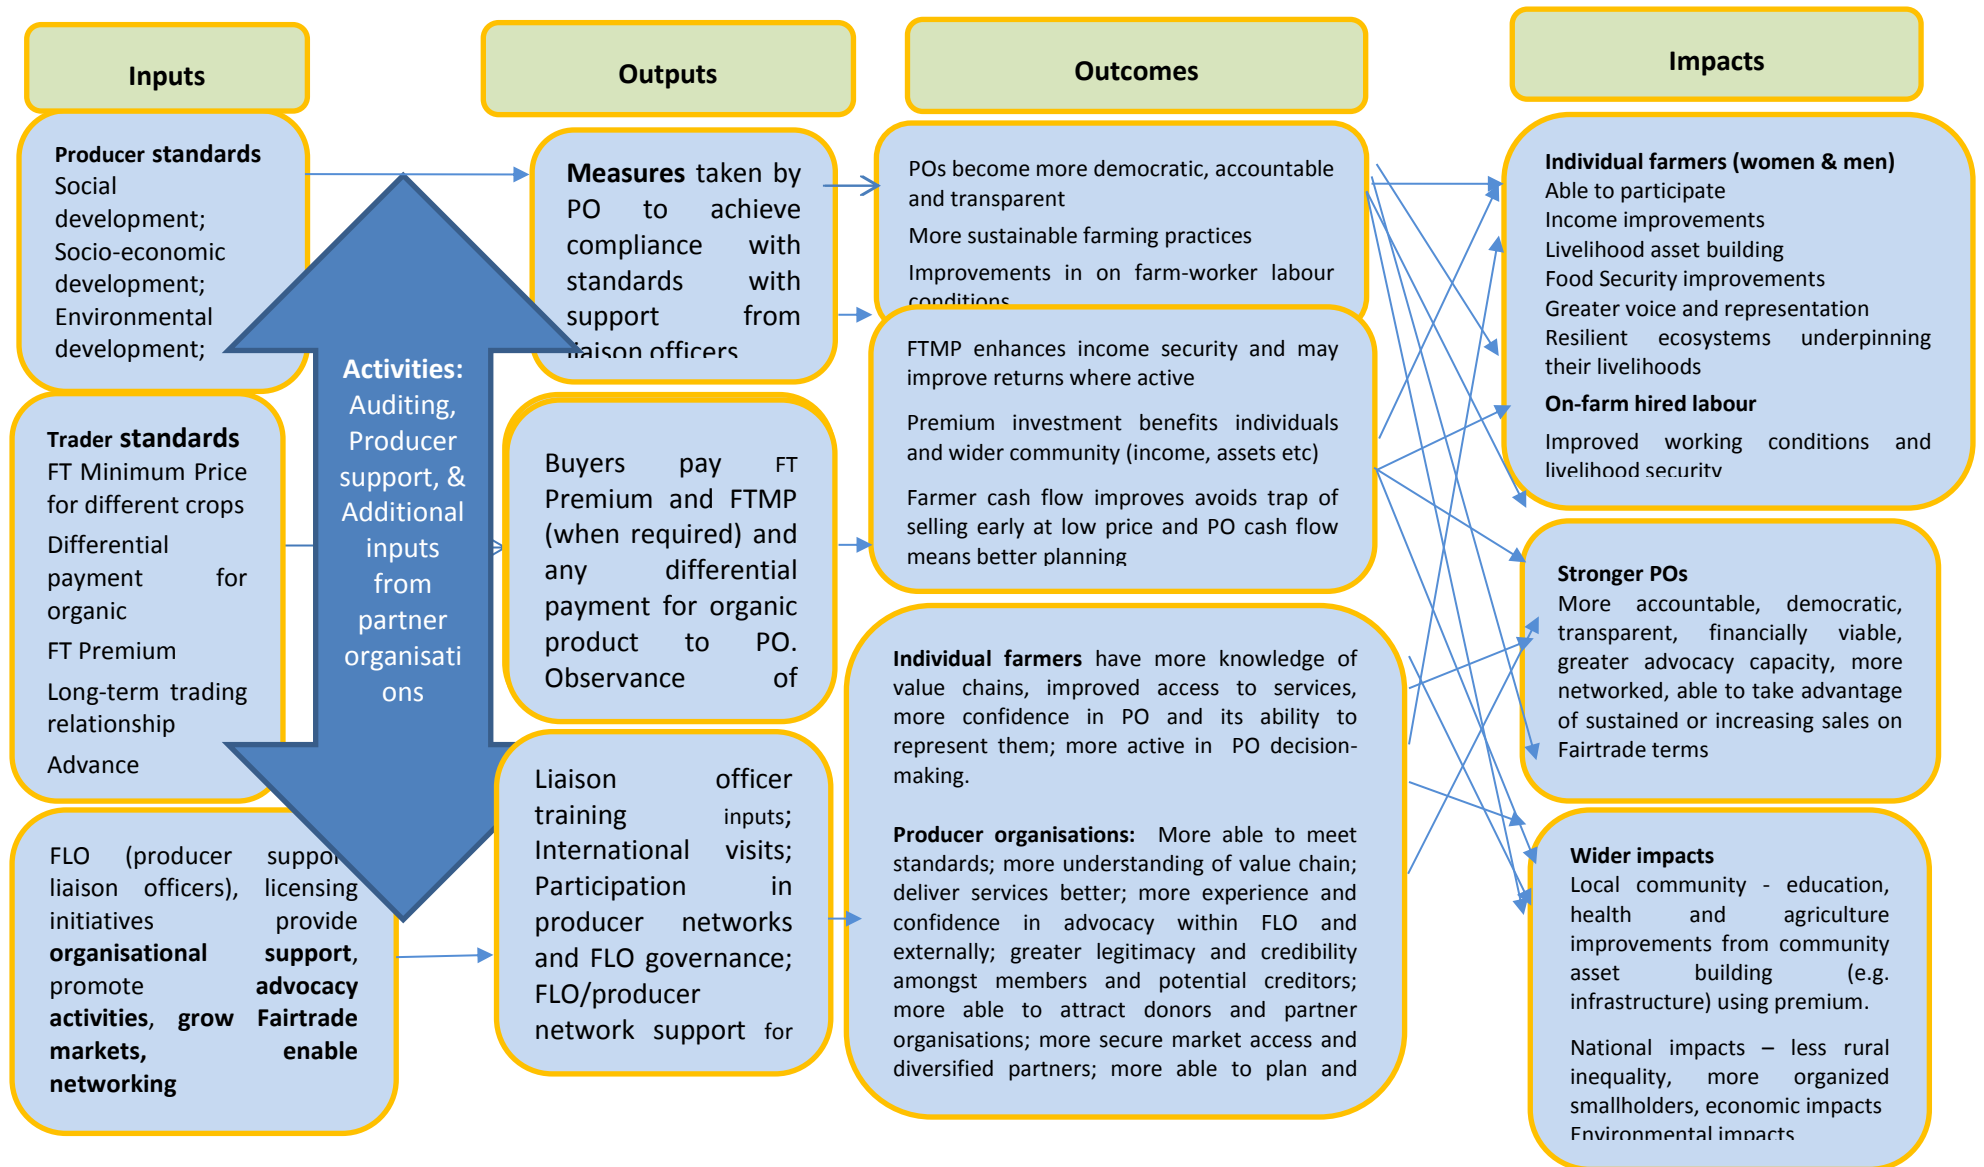 Inputs
Outputs
Outcomes
Impacts
Producer standards
Social
development;
Socio-economic
development;
Environmental
development;
Trader standards
FT Minimum Price
for different crops
Differential
payment for
organic
FT Premium
Long-term trading
relationship
Advance
FLO (producer support
liaison officers), licensing
initiatives provide
organisational support,
promote advocacy
activities, grow Fairtrade
markets, enable
networking
Activities:
Auditing,
Producer
support, &
Additional
inputs
from
partner
organisati
ons
Measures taken by
PO to achieve
compliance with
standards with
support from
liaison officers
Buyers pay FT
Premium and FTMP
(when required) and
any differential
payment for organic
product to PO.
Observance of
Liaison officer
training inputs;
International visits;
Participation in
producer networks
and FLO governance;
FLO/producer
network support for
POs become more democratic, accountable
and transparent
More sustainable farming practices
Improvements in on farm-worker labour
conditions
FTMP enhances income security and may
improve returns where active
Premium investment benefits individuals
and wider community (income, assets etc)
Farmer cash flow improves avoids trap of
selling early at low price and PO cash flow
means better planning
Individual farmers have more knowledge of
value chains, improved access to services,
more confidence in PO and its ability to
represent them; more active in PO decision-
making.
Producer organisations: More able to meet
standards; more understanding of value chain;
deliver services better; more experience and
confidence in advocacy within FLO and
externally; greater legitimacy and credibility
amongst members and potential creditors;
more able to attract donors and partner
organisations; more secure market access and
diversified partners; more able to plan and
Individual farmers (women & men)
Able to participate
Income improvements
Livelihood asset building
Food Security improvements
Greater voice and representation
Resilient ecosystems underpinning
their livelihoods
On-farm hired labour
Improved working conditions and
livelihood security
Stronger POs
More accountable, democratic,
transparent, financially viable,
greater advocacy capacity, more
networked, able to take advantage
of sustained or increasing sales on
Fairtrade terms
Wider impacts
Local community - education,
health and agriculture
improvements from community
asset building (e.g.
infrastructure) using premium.
National impacts – less rural
inequality, more organized
smallholders, economic impacts
Environmental impacts